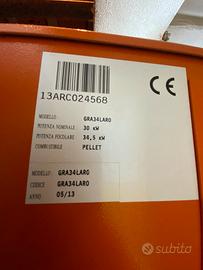 13ARC024568
CE
MODELLO: GRA34LARO
POTENZA NOMINALE 30 kW
POTENZA FOCOLARE 34,5 kW
COMBUSTIBILE PELLET
MODELLO: GRA34LARO
CODICE GRA34LARO
ANNO 05/13
subito